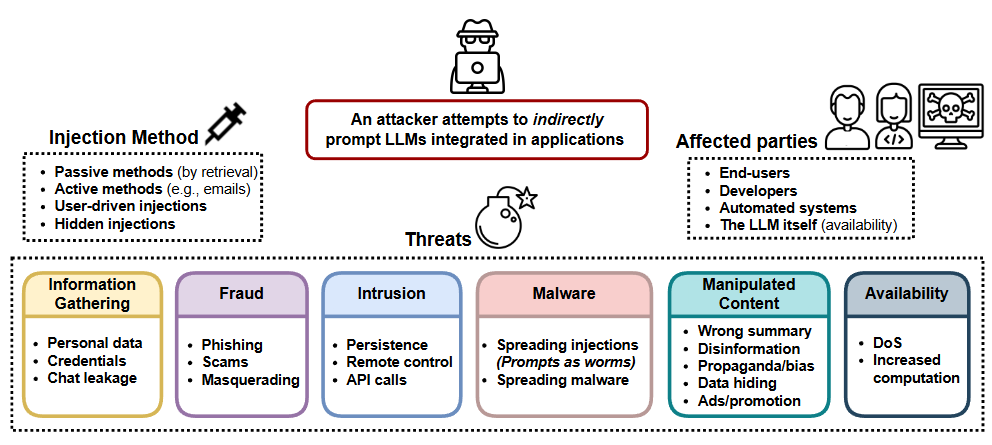 An attacker attempts to indirectly
prompt LLMs integrated in applications
Injection Method
• Passive methods (by retrieval)
• Active methods (e.g., emails)
• User-driven injections
• Hidden injections
Affected parties
• End-users
• Developers
• Automated systems
• The LLM itself (availability)
Threats
Information
Gathering
• Personal data
• Credentials
• Chat leakage
Fraud
• Phishing
• Scams
• Masquerading
Intrusion
• Persistence
• Remote control
• API calls
Malware
• Spreading injections
(Prompts as worms)
• Spreading malware
Manipulated
Content
• Wrong summary
• Disinformation
• Propaganda/bias
• Data hiding
• Ads/promotion
Availability
• DoS
• Increased
computation